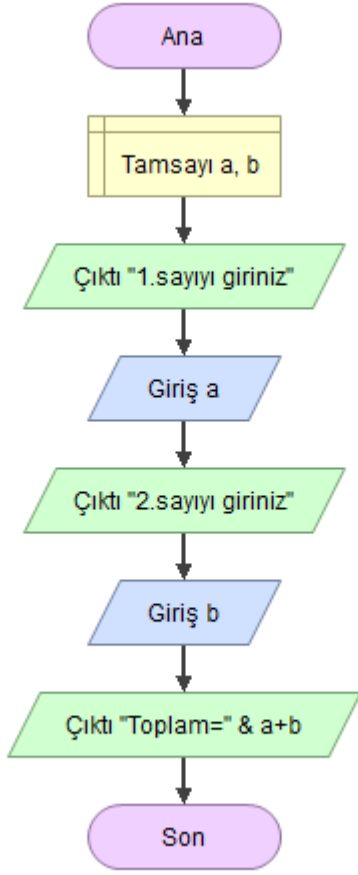 Ana
Tamsayı a, b
Çıktı "1.sayıyı giriniz"
Giriş a
Çıktı "2.sayıyı giriniz"
Giriş b
Çıktı "Toplam=" & a+b
Son